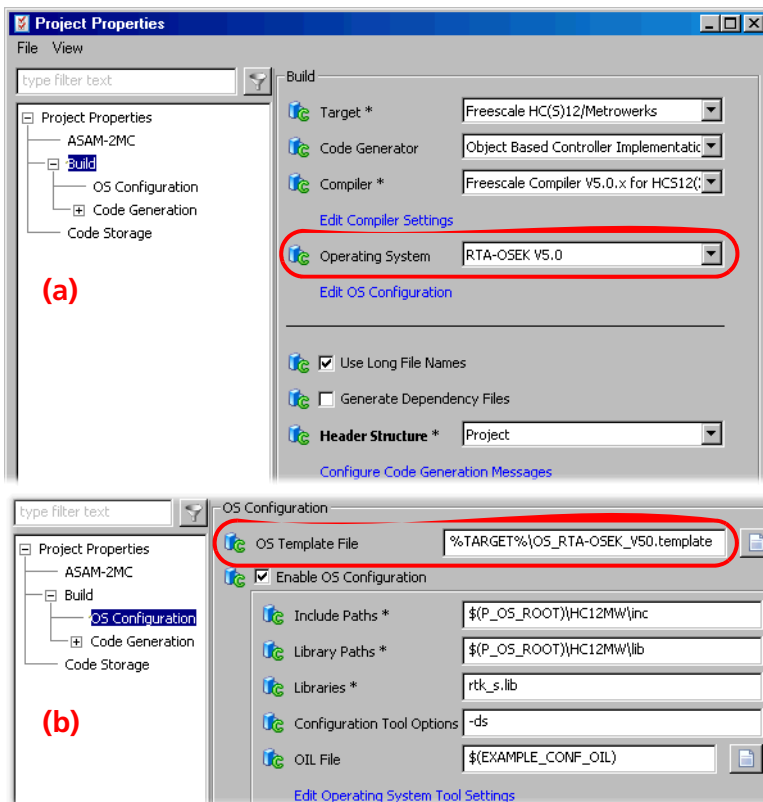 Project Properties
File View
type filter text
Project Properties
ASAM-2MC
Build
OS Configuration
Code Generation
Code Storage
(a)
Build
Target * Freescale HC(S)12/Metrowerks
Code Generator Object Based Controller Implementatic
Compiler * Freescale Compiler V5.0.x for HCS12(
Edit Compiler Settings
Operating System RTA-OSEK V5.0
Edit OS Configuration
Use Long File Names
Generate Dependency Files
Header Structure * Project
Configure Code Generation Messages
type filter text
Project Properties
ASAM-2MC
Build
OS Configuration
Code Generation
Code Storage
(b)
OS Configuration
OS Template File %TARGET%\OS_RTA-OSEK_V50.template
Enable OS Configuration
Include Paths * $(P_OS_ROOT)\HC12MW\inc
Library Paths * $(P_OS_ROOT)\HC12MW\lib
Libraries * rtk_s.lib
Configuration Tool Options -ds
OIL File $(EXAMPLE_CONF_OIL)
Edit Operating System Tool Settings